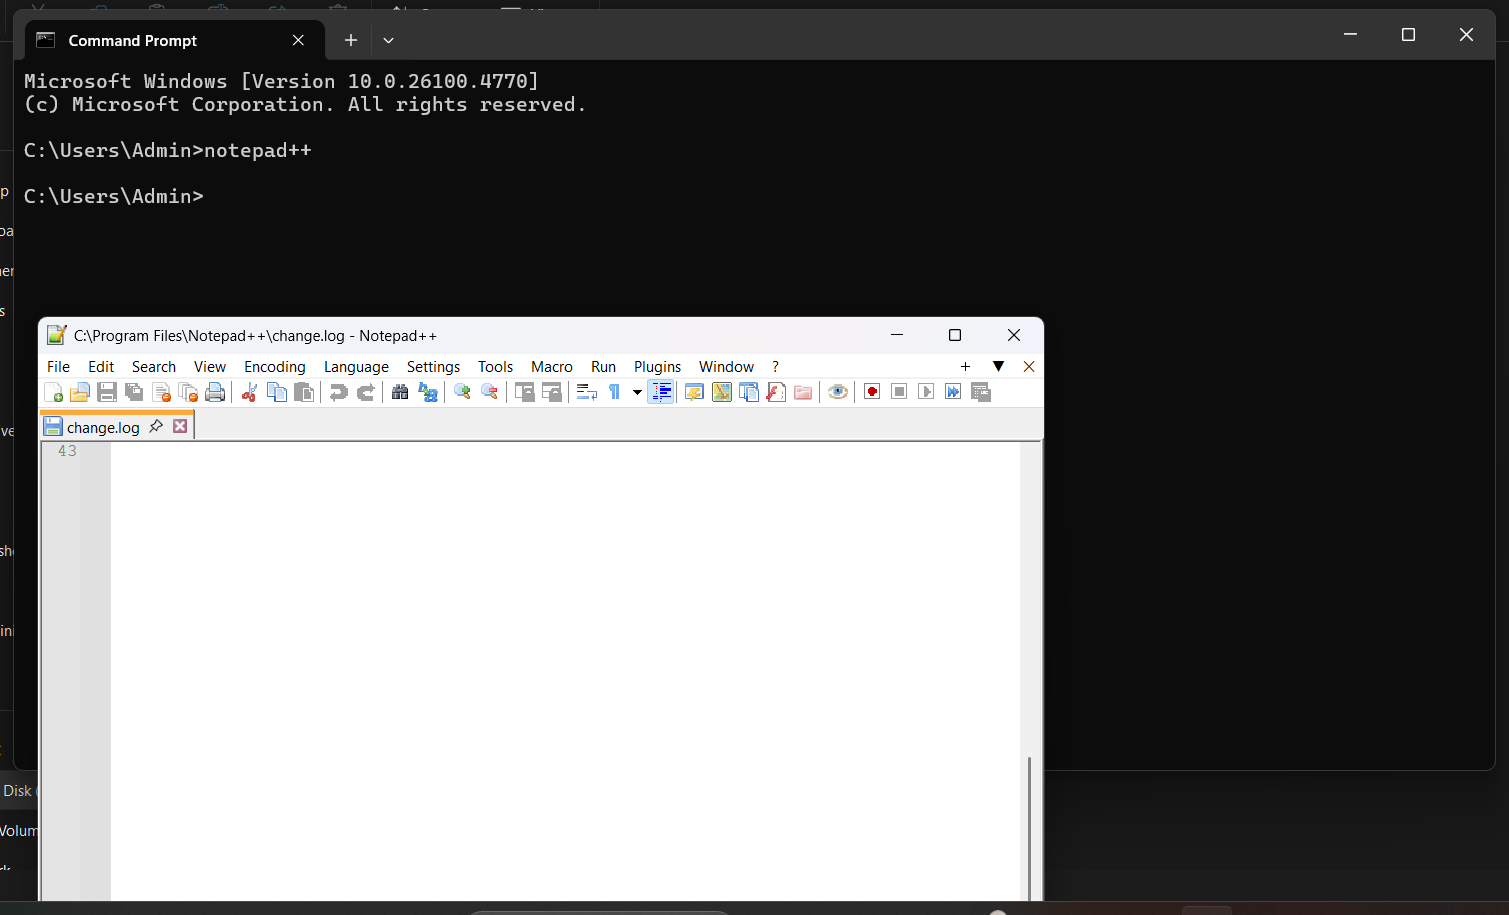 Command Prompt
Microsoft Windows [Version 10.0.26100.4770]
(c) Microsoft Corporation. All rights reserved.
C:\Users\Admin>notepad++
C:\Users\Admin>
C:\Program Files\Notepad++\change.log - Notepad++
File Edit Search View Encoding Language Settings Tools Macro Run Plugins Window ?
change.log
43
Disk